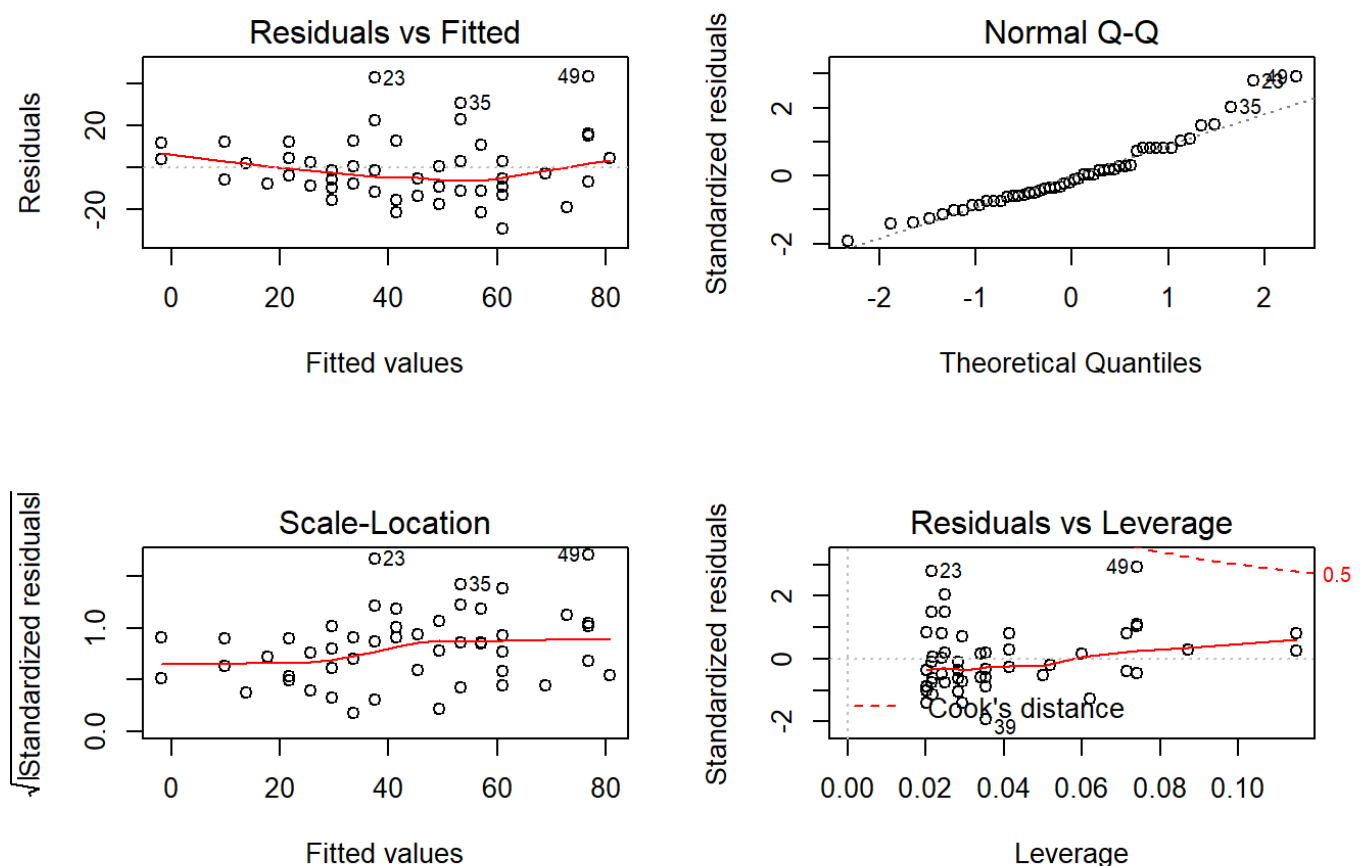 Residuals vs Fitted
Residuals
20
-20
23
35
49
0 20 40 60 80
Fitted values
Normal Q-Q
Standardized residuals
2
0
-2
23
49
35
-2 -1 0 1 2
Theoretical Quantiles
Scale-Location
√|Standardized residuals|
1.0
0.0
23
35
49
0 20 40 60 80
Fitted values
Residuals vs Leverage
Standardized residuals
2
0
-2
23
49
0.5
Cook's distance
39
0.00 0.02 0.04 0.06 0.08 0.10
Leverage